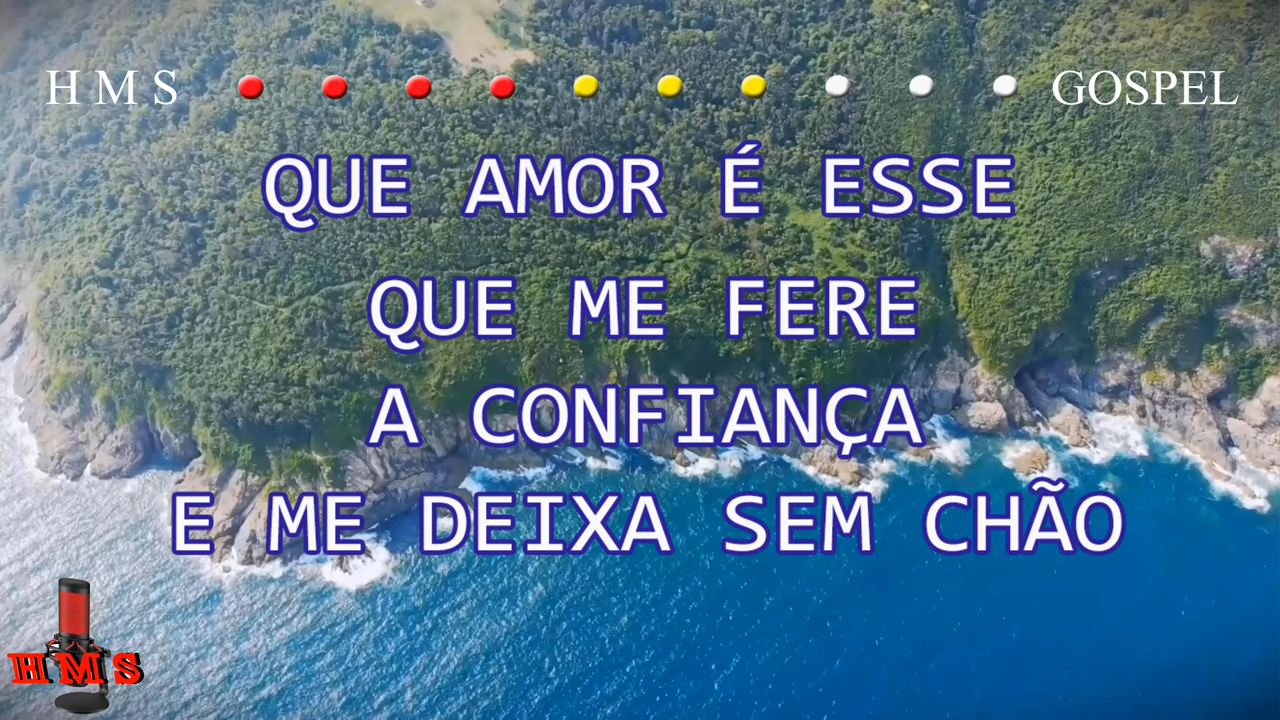 H M S GOSPEL
QUE AMOR É ESSE
QUE ME FERE
A CONFIANÇA
E ME DEIXA SEM CHÃO
HMS